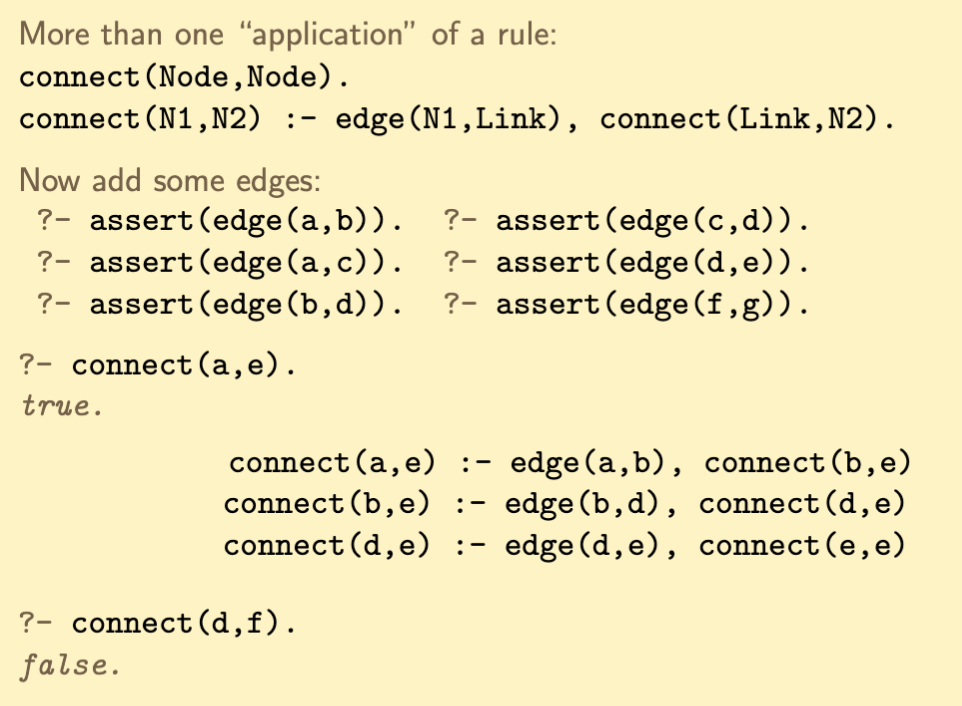 More than one “application” of a rule:
connect(Node,Node).
connect(N1,N2) :- edge(N1,Link), connect(Link,N2).
Now add some edges:
?- assert(edge(a,b)). ?- assert(edge(c,d)).
?- assert(edge(a,c)). ?- assert(edge(d,e)).
?- assert(edge(b,d)). ?- assert(edge(f,g)).
?- connect(a,e).
true.
connect(a,e) :- edge(a,b), connect(b,e)
connect(b,e) :- edge(b,d), connect(d,e)
connect(d,e) :- edge(d,e), connect(e,e)
?- connect(d,f).
false.